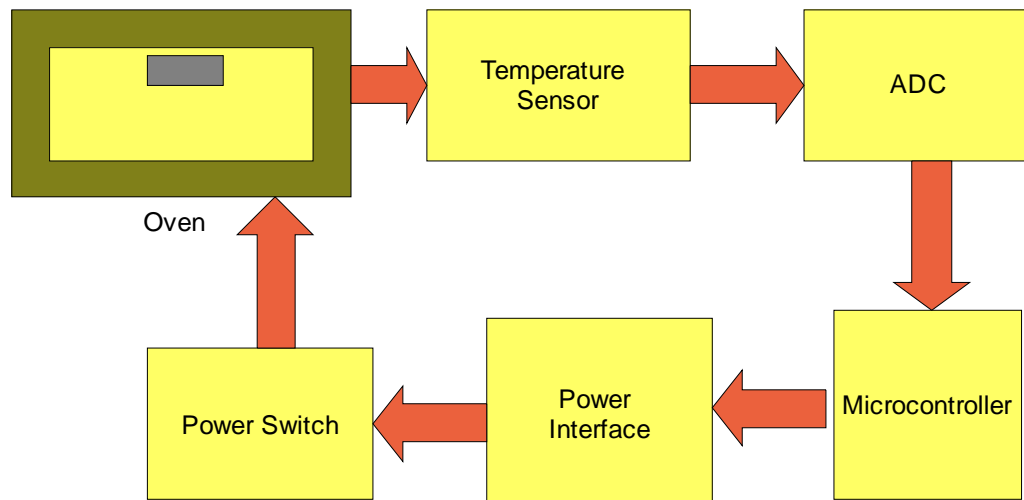 Temperature
Sensor
ADC
Oven
Power Switch
Power
Interface
Microcontroller